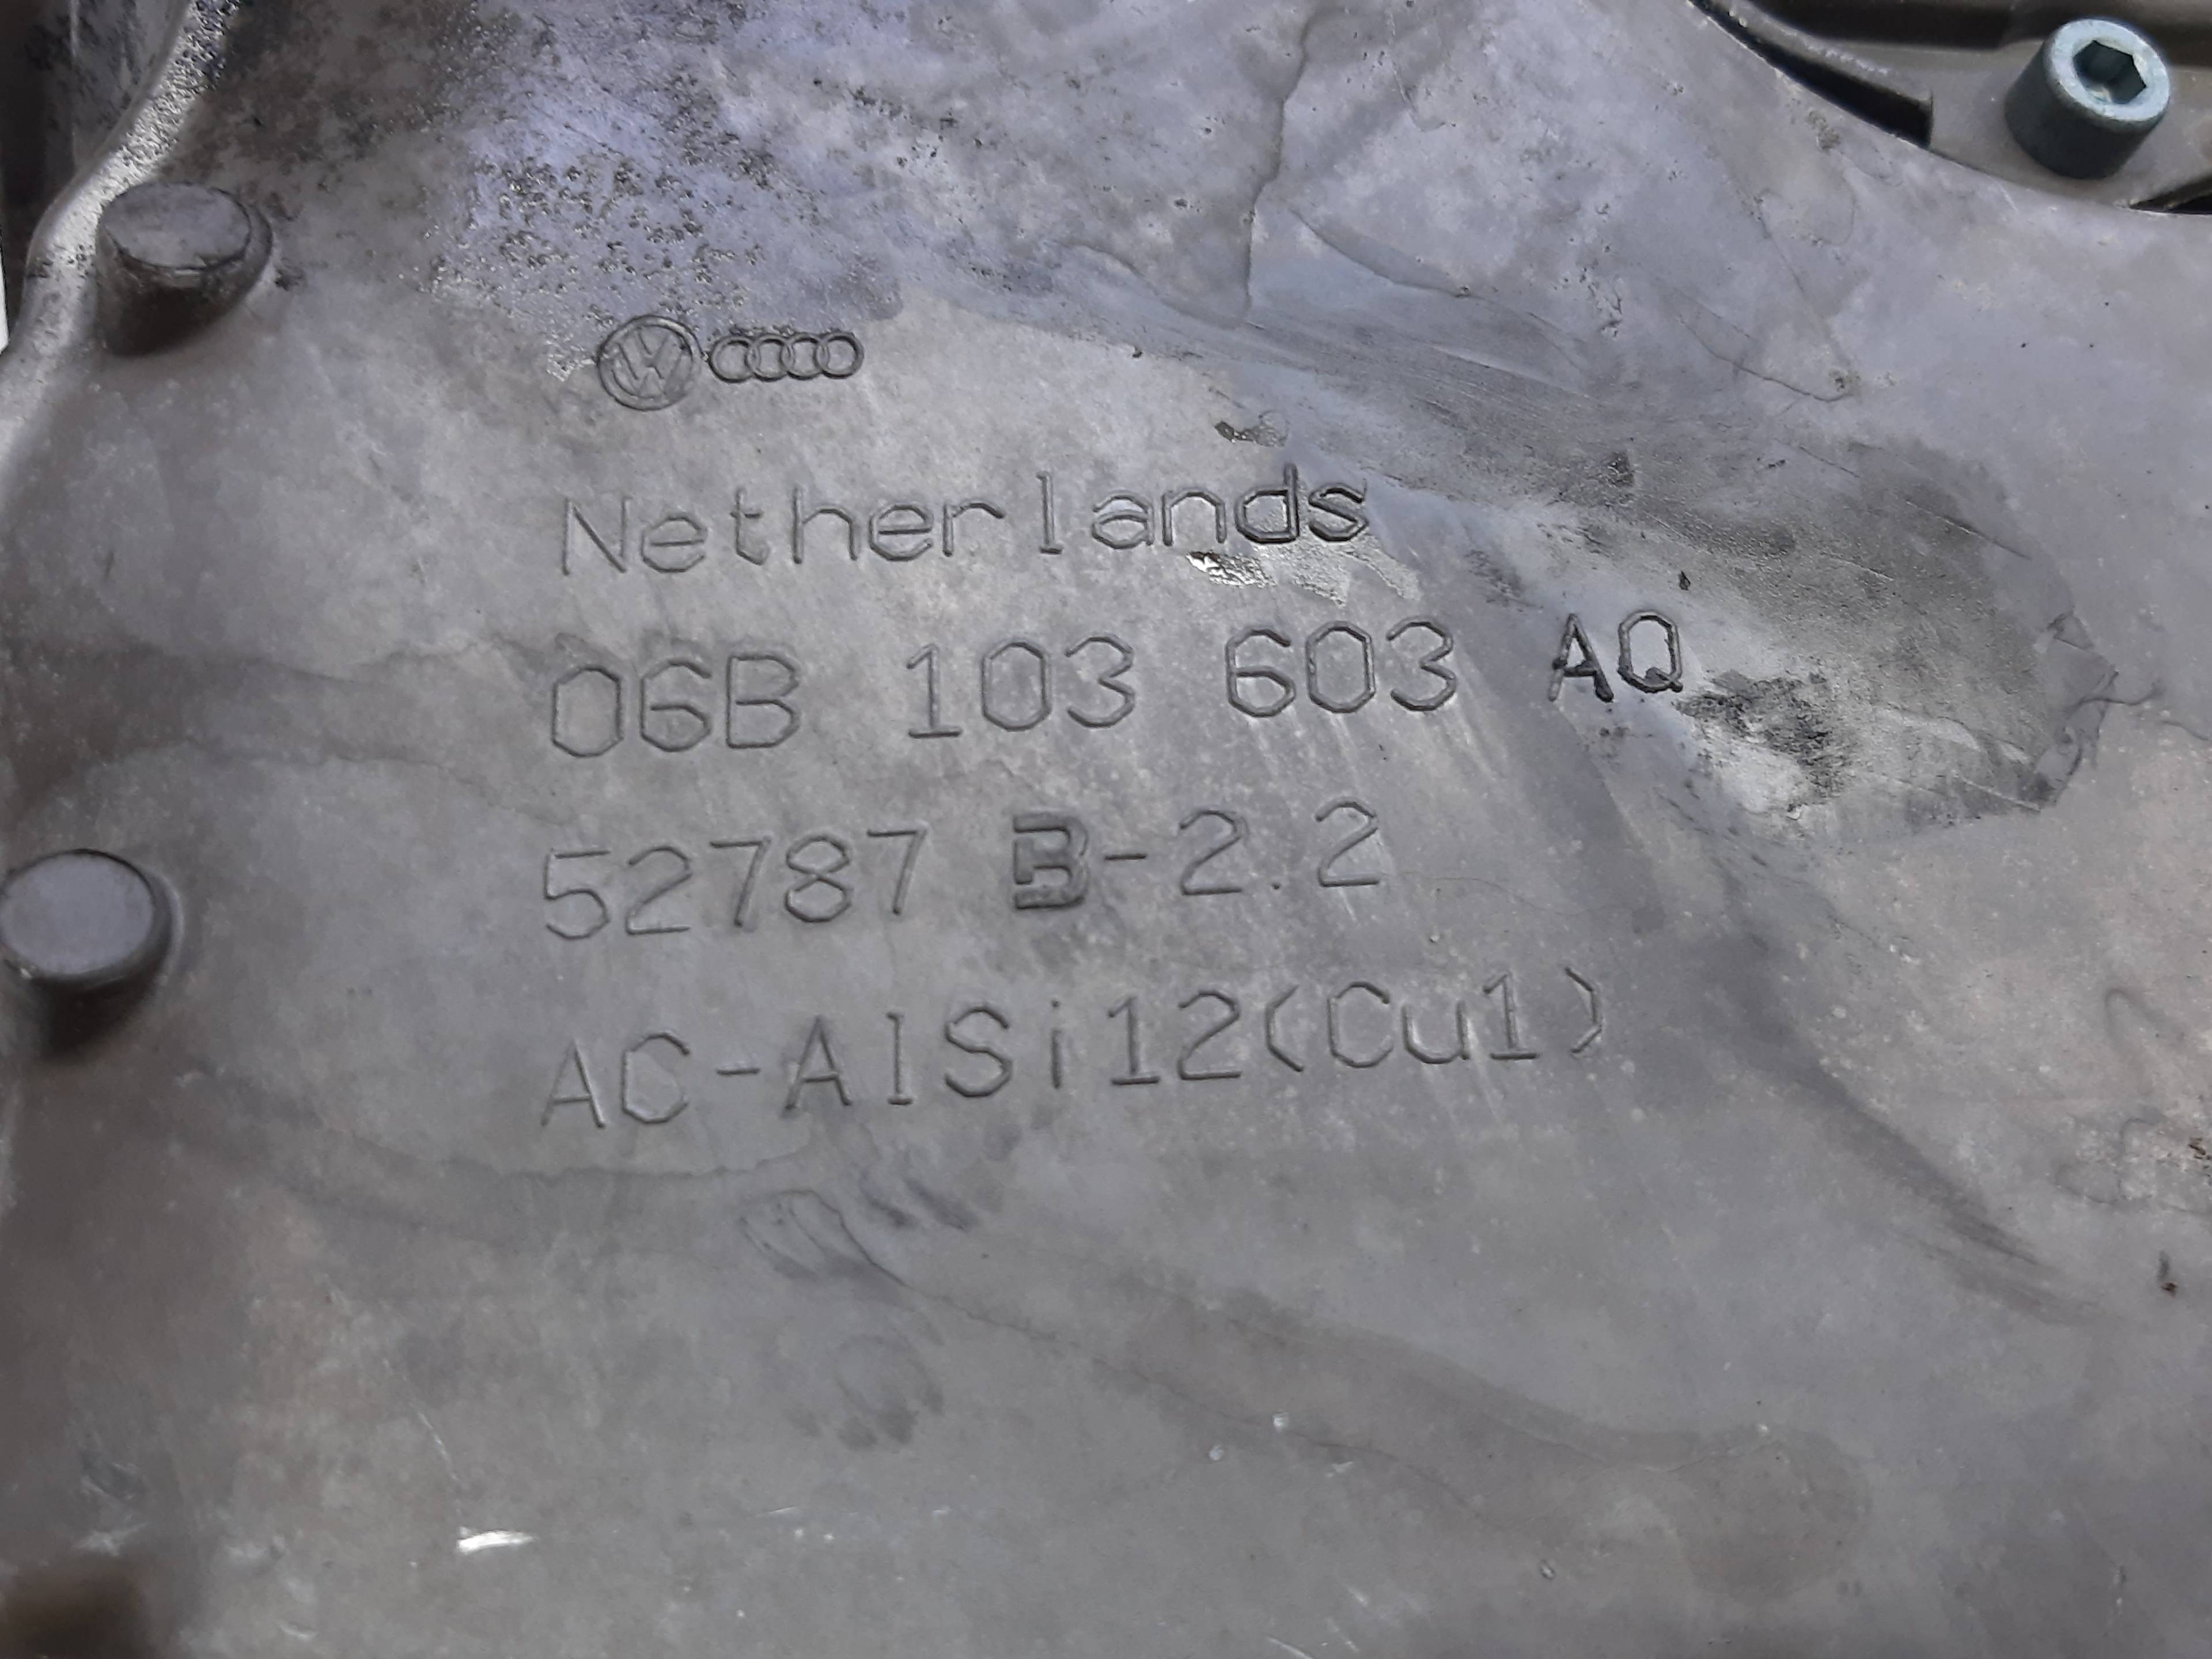 Netherlands
06B 103 603 AQ
52787 B-2.2
AC-AlSi12(Cu1)